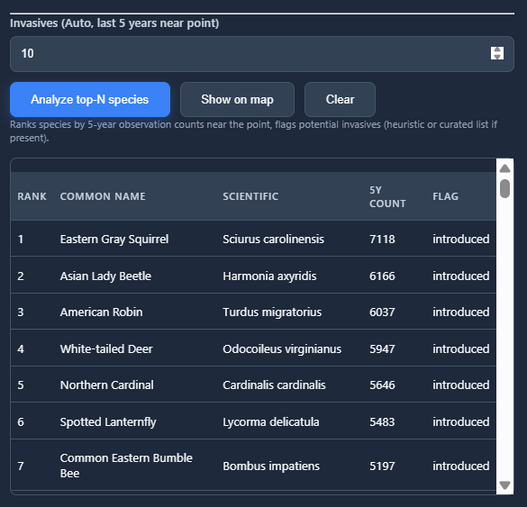 Invasives (Auto, last 5 years near point)
10
Analyze top-N species Show on map Clear
Ranks species by 5-year observation counts near the point, flags potential invasives (heuristic or curated list if
present).
RANK COMMON NAME SCIENTIFIC 5Y COUNT FLAG
1 Eastern Gray Squirrel Sciurus carolinensis 7118 introduced
2 Asian Lady Beetle Harmonia axyridis 6166 introduced
3 American Robin Turdus migratorius 6037 introduced
4 White-tailed Deer Odocoileus virginianus 5947 introduced
5 Northern Cardinal Cardinalis cardinalis 5646 introduced
6 Spotted Lanternfly Lycorma delicatula 5483 introduced
7 Common Eastern Bumble Bee Bombus impatiens 5197 introduced